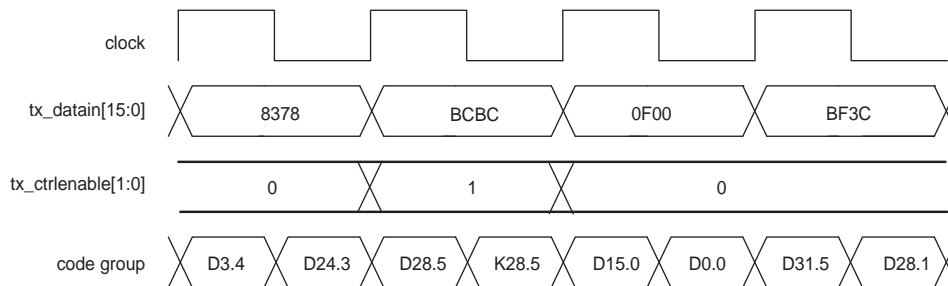 clock
tx_datain[15:0] 8378 BCBC 0F00 BF3C
tx_ctrlenable[1:0] 0 1 0
code group D3.4 D24.3 D28.5 K28.5 D15.0 D0.0 D31.5 D28.1